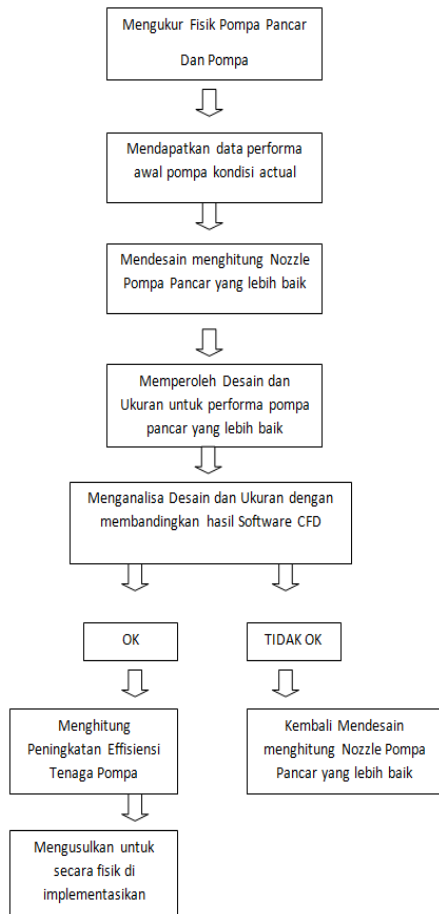 Mengukur Fisik Pompa Pancar
Dan Pompa
Mendapatkan data performa
awal pompa kondisi actual
Mendesain menghitung Nozzle
Pompa Pancar yang lebih baik
Memperoleh Desain dan
Ukuran untuk performa pompa
pancar yang lebih baik
Menganalisa Desain dan Ukuran dengan
membandingkan hasil Software CFD
OK
TIDAK OK
Menghitung
Peningkatan Effisiensi
Tenaga Pompa
Kembali Mendesain
menghitung Nozzle Pompa
Pancar yang lebih baik
Mengusulkan untuk
secara fisik di
implementasikan